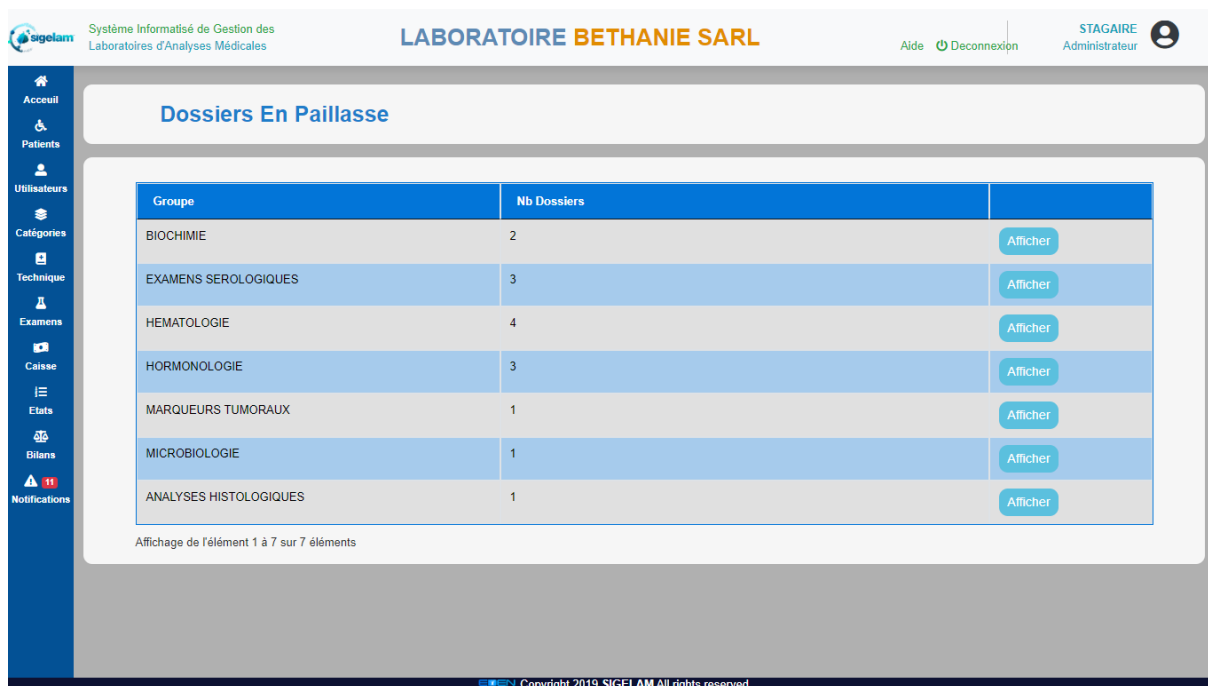 sigelam
Système Informatisé de Gestion des
Laboratoires d'Analyses Médicales
LABORATOIRE BETHANIE SARL
Aide Deconnexion
STAGAIRE
Administrateur
Acceuil
Patients
Utilisateurs
Catégories
Technique
Examens
Caisse
Etats
Bilans
11
Notifications
Dossiers En Paillasse
Groupe Nb Dossiers
BIOCHIMIE 2 Afficher
EXAMENS SEROLOGIQUES 3 Afficher
HEMATOLOGIE 4 Afficher
HORMONOLOGIE 3 Afficher
MARQUEURS TUMORAUX 1 Afficher
MICROBIOLOGIE 1 Afficher
ANALYSES HISTOLOGIQUES 1 Afficher
Affichage de l'élément 1 à 7 sur 7 éléments
Copyright 2019 SIGELAM All rights reserved